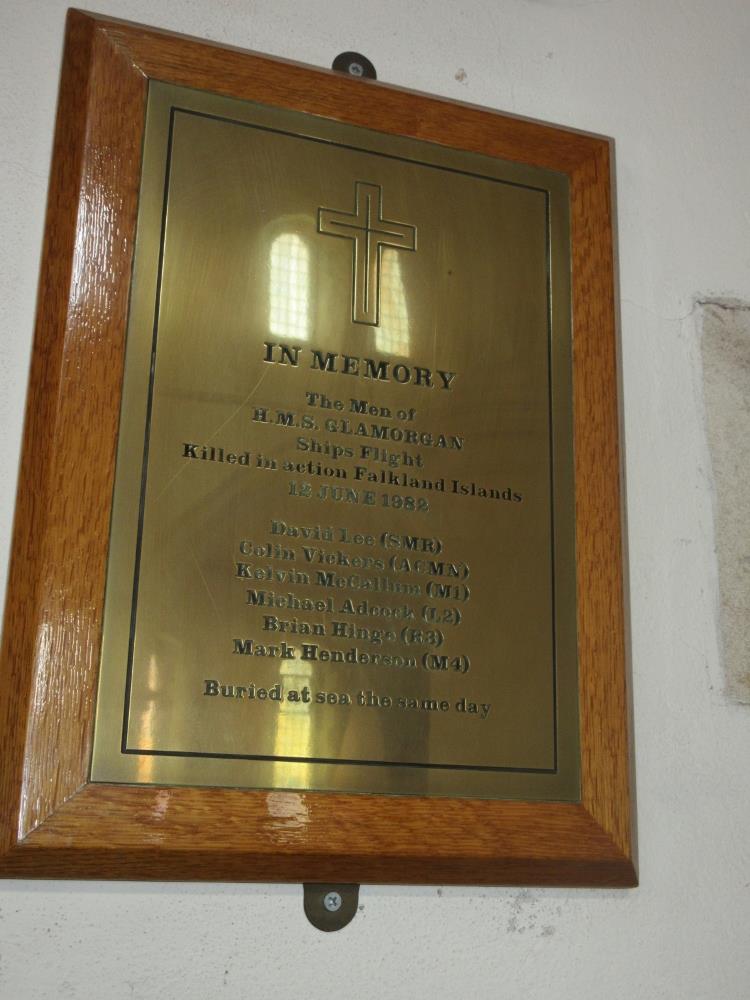 IN MEMORY
The Men of
H.M.S. GLAMORGAN
Ships Flight
Killed in action Falkland Islands
12 JUNE 1982
David Lee (SMR)
Colin Vickers (ACMN)
Kelvin McCallum (M1)
Michael Adcock (L2)
Brian Hinge (R3)
Mark Henderson (M4)
Buried at sea the same day